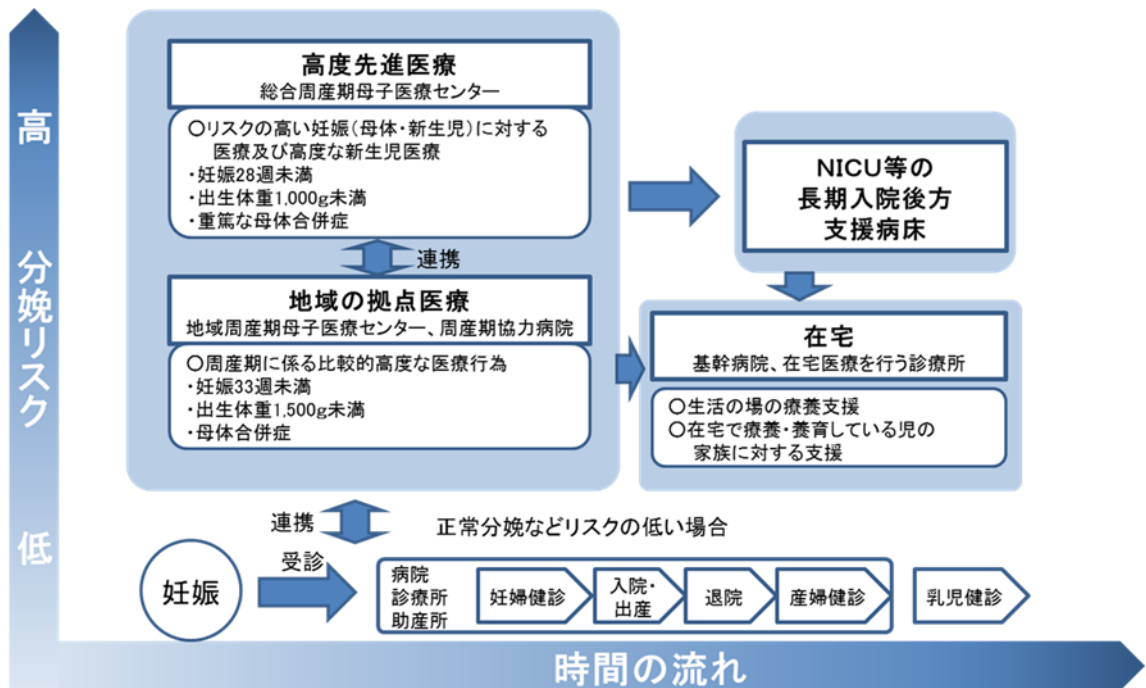 高
分娩リスク
低
高度先進医療
総合周産期母子医療センター
〇リスクの高い妊娠(母体・新生児)に対する
医療及び高度な新生児医療
・妊娠28週未満
・出生体重1,000g未満
・重篤な母体合併症
連携
地域の拠点医療
地域周産期母子医療センター、周産期協力病院
〇周産期に係る比較的高度な医療行為
・妊娠33週未満
・出生体重1,500g未満
・母体合併症
NICU等の
長期入院後方
支援病床
在宅
基幹病院、在宅医療を行う診療所
〇生活の場の療養支援
〇在宅で療養・養育している児の
家族に対する支援
連携
正常分娩などリスクの低い場合
妊娠
受診
病院
診療所
助産所
妊婦健診
入院・
出産
退院
産婦健診
乳児健診
時間の流れ